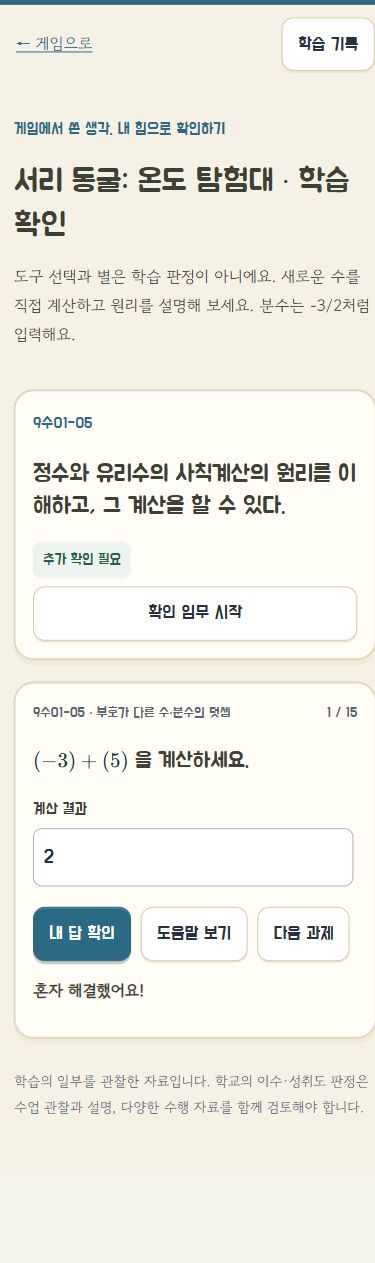 ← 게임으로
학습 기록
게임에서 쓴 생각, 내 힘으로 확인하기
서리 동굴: 온도 탐험대 · 학습
확인
도구 선택과 별은 학습 판정이 아니에요. 새로운 수를
직접 계산하고 원리를 설명해 보세요. 분수는 -3/2처럼
입력해요.
9수01-05
정수와 유리수의 사칙계산의 원리를 이
해하고, 그 계산을 할 수 있다.
추가 확인 필요
확인 임무 시작
9수01-05 · 부호가 다른 수·분수의 덧셈
1 / 15
(−3) + (5) 을 계산하세요.
계산 결과
2
내 답 확인
도움말 보기
다음 과제
혼자 해결했어요!
학습의 일부를 관찰한 자료입니다. 학교의 이수·성취도 판정은
수업 관찰과 설명, 다양한 수행 자료를 함께 검토해야 합니다.